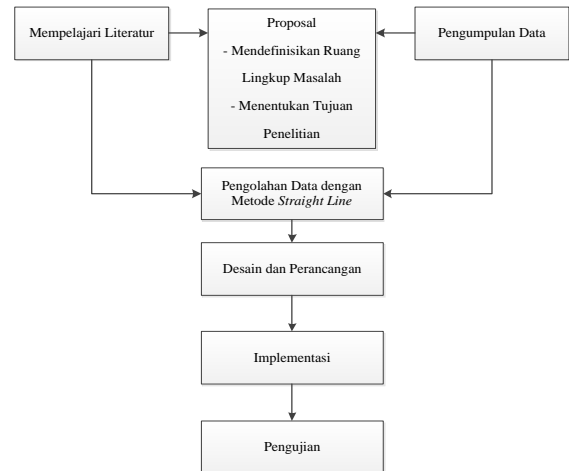 Mempelajari Literatur
Proposal
- Mendefinisikan Ruang
Lingkup Masalah
- Menentukan Tujuan
Penelitian
Pengumpulan Data
Pengolahan Data dengan
Metode Straight Line
Desain dan Perancangan
Implementasi
Pengujian